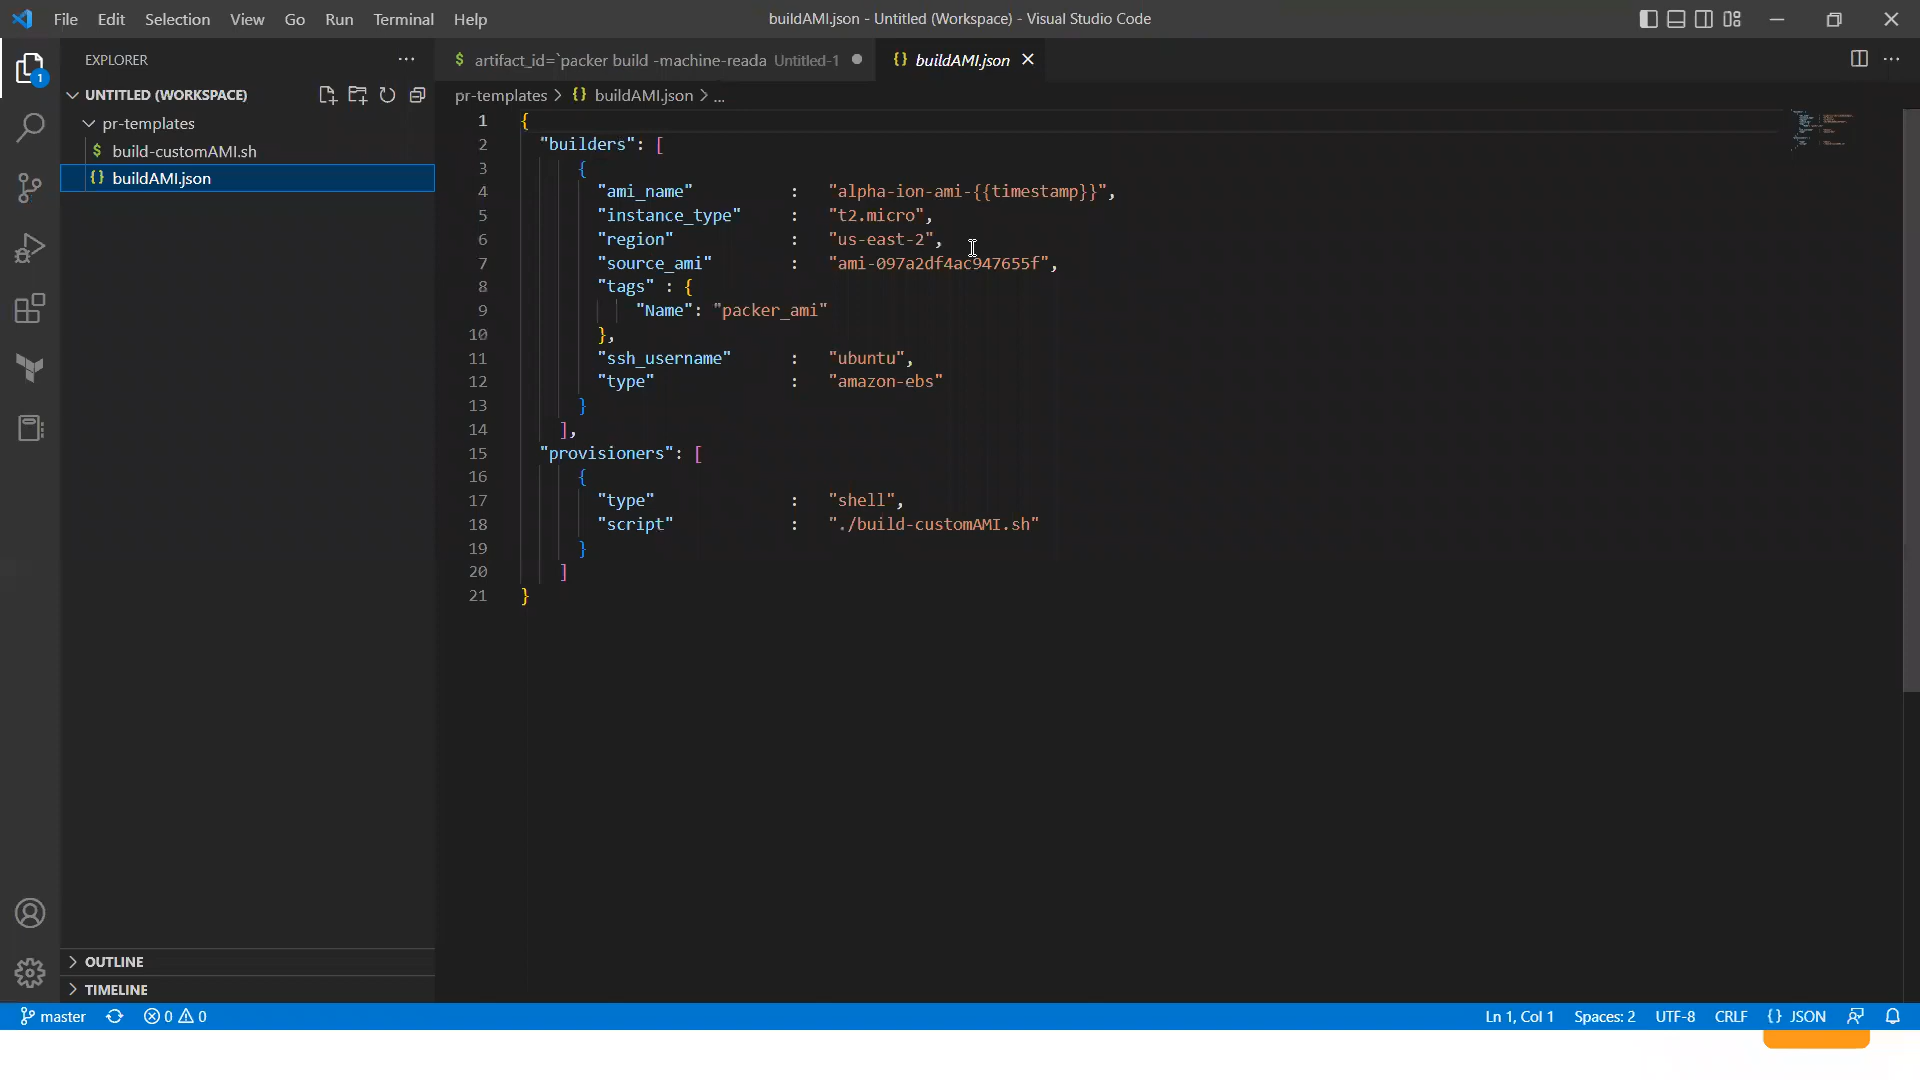 File Edit Selection View Go Run Terminal Help
buildAMI.json - Untitled (Workspace) - Visual Studio Code
1
EXPLORER
UNTITLED (WORKSPACE)
pr-templates
$ build-customAMI.sh
{} buildAMI.json
OUTLINE
TIMELINE
$ artifact_id=`packer build -machine-reada Untitled-1
{} buildAMI.json
pr-templates > {} buildAMI.json > ...
1 {
2 "builders": [
3 {
4 "ami_name" : "alpha-ion-ami-{{timestamp}}",
5 "instance_type" : "t2.micro",
6 "region" : "us-east-2",
7 "source_ami" : "ami-097a2df4ac947655f",
8 "tags" : {
9 "Name": "packer_ami"
10 },
11 "ssh_username" : "ubuntu",
12 "type" : "amazon-ebs"
13 }
14 ],
15 "provisioners": [
16 {
17 "type" : "shell",
18 "script" : "./build-customAMI.sh"
19 }
20 ]
21 }
master 0 0
Ln 1, Col 1 Spaces: 2 UTF-8 CRLF {} JSON